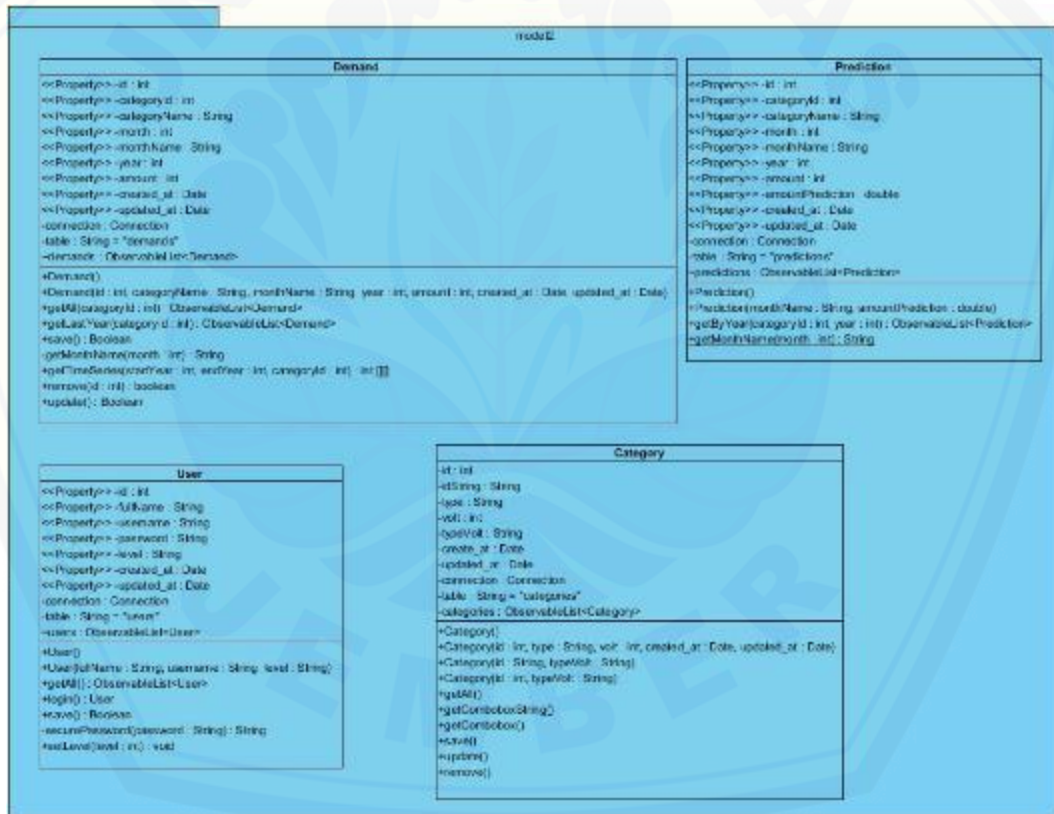 model2
Demand
<<Property>> -id : int
<<Property>> -categoryId : int
<<Property>> -categoryName : String
<<Property>> -month : int
<<Property>> -monthName : String
<<Property>> -year : int
<<Property>> -amount : int
<<Property>> -created_at : Date
<<Property>> -updated_at : Date
-connection : Connection
-table : String = "demands"
-demands : ObservableList<Demand>
+Demand()
+Demand(id : int, categoryName : String, monthName : String, year : int, amount : int, created_at : Date, updated_at : Date)
+getAll(categoryId : int) : ObservableList<Demand>
+getLastYear(categoryId : int) : ObservableList<Demand>
+save() : Boolean
-getMonthName(month : int) : String
+getTimeSeries(startYear : int, endYear : int, categoryId : int) : int[][]
+remove(id : int) : boolean
+update() : Boolean
Prediction
<<Property>> -id : int
<<Property>> -categoryId : int
<<Property>> -categoryName : String
<<Property>> -month : int
<<Property>> -monthName : String
<<Property>> -year : int
<<Property>> -amount : int
<<Property>> -amountPrediction : double
<<Property>> -created_at : Date
<<Property>> -updated_at : Date
-connection : Connection
-table : String = "predictions"
-predictions : ObservableList<Prediction>
+Prediction()
+Prediction(monthName : String, amountPrediction : double)
+getByYear(categoryId : int, year : int) : ObservableList<Prediction>
+getMonthName(month : int) : String
User
<<Property>> -id : int
<<Property>> -fullName : String
<<Property>> -username : String
<<Property>> -password : String
<<Property>> -level : String
<<Property>> -created_at : Date
<<Property>> -updated_at : Date
-connection : Connection
-table : String = "users"
-users : ObservableList<User>
+User()
+User(fullName : String, username : String, level : String)
+getAll() : ObservableList<User>
+login() : User
+save() : Boolean
-securePassword(password : String) : String
+setLevel(level : int) : void
Category
-id : int
-idString : String
-type : String
-volt : int
-typeVolt : String
-create_at : Date
-updated_at : Date
-connection : Connection
-table : String = "categories"
-categories : ObservableList<Category>
+Category()
+Category(id : int, type : String, volt : int, created_at : Date, updated_at : Date)
+Category(id : String, typeVolt : String)
+Category(id : int, typeVolt : String)
+getAll()
+getComboboxString()
+getCombobox()
+save()
+update()
+remove()
JEMBER